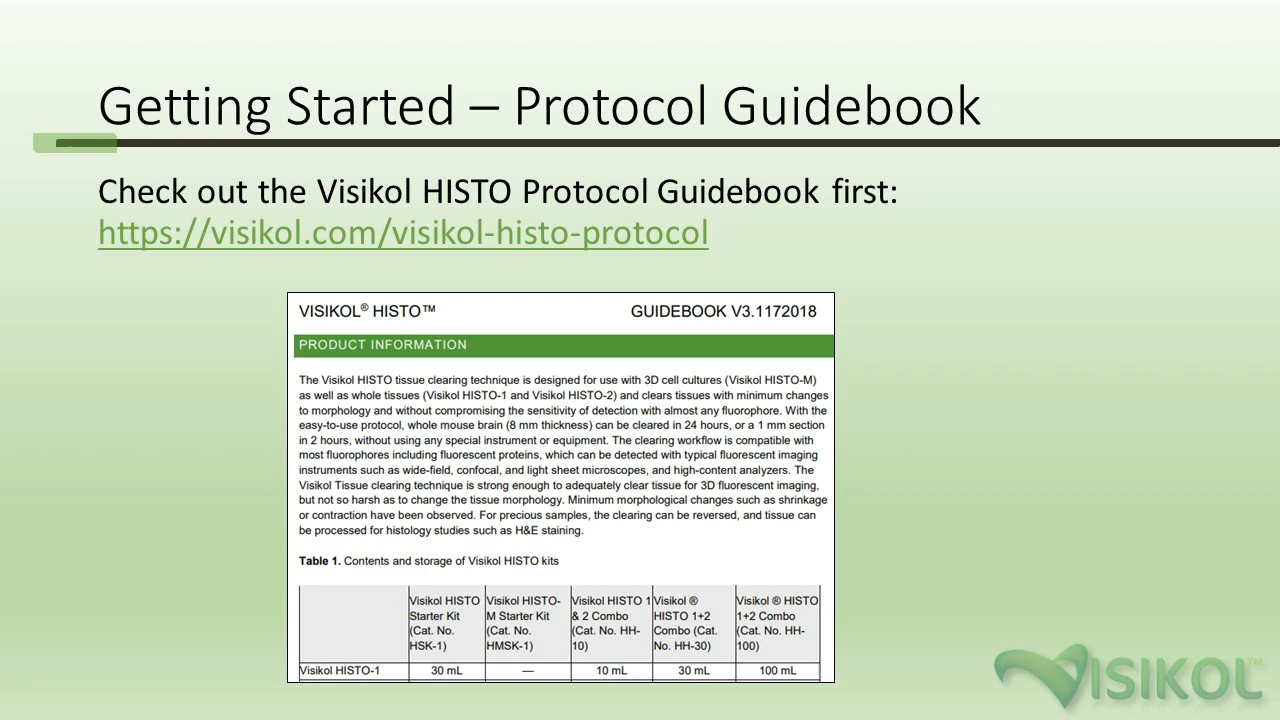 Getting Started – Protocol Guidebook
Check out the Visikol HISTO Protocol Guidebook first:
https://visikol.com/visikol-histo-protocol
VISIKOL® HISTO™ GUIDEBOOK V3.1172018
PRODUCT INFORMATION
The Visikol HISTO tissue clearing technique is designed for use with 3D cell cultures (Visikol HISTO-M)
as well as whole tissues (Visikol HISTO-1 and Visikol HISTO-2) and clears tissues with minimum changes
to morphology and without compromising the sensitivity of detection with almost any fluorophore. With the
easy-to-use protocol, whole mouse brain (8 mm thickness) can be cleared in 24 hours, or a 1 mm section
in 2 hours, without using any special instrument or equipment. The clearing workflow is compatible with
most fluorophores including fluorescent proteins, which can be detected with typical fluorescent imaging
instruments such as wide-field, confocal, and light sheet microscopes, and high-content analyzers. The
Visikol Tissue clearing technique is strong enough to adequately clear tissue for 3D fluorescent imaging,
but not so harsh as to change the tissue morphology. Minimum morphological changes such as shrinkage
or contraction have been observed. For precious samples, the clearing can be reversed, and tissue can
be processed for histology studies such as H&E staining.
Table 1. Contents and storage of Visikol HISTO kits
Visikol HISTO Visikol HISTO- Visikol HISTO 1 Visikol ® Visikol ® HISTO
Starter Kit M Starter Kit & 2 Combo HISTO 1+2 1+2 Combo
(Cat. No. (Cat. No. (Cat. No. HH- Combo (Cat. (Cat. No. HH-
HSK-1) HMSK-1) 10) No. HH-30) 100)
Visikol HISTO-1 30 mL — 10 mL 30 mL 100 mL
VISIKOL™